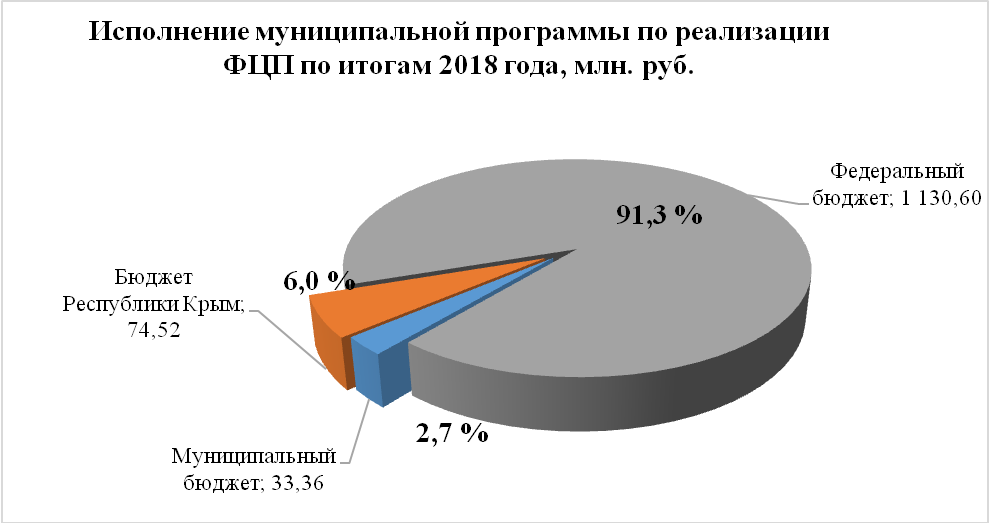 Исполнение муниципальной программы по реализации
ФЦП по итогам 2018 года, млн. руб.
Федеральный
бюджет; 1 130,60
91,3 %
6,0 %
Бюджет
Республики Крым;
74,52
2,7 %
Муниципальный
бюджет; 33,36